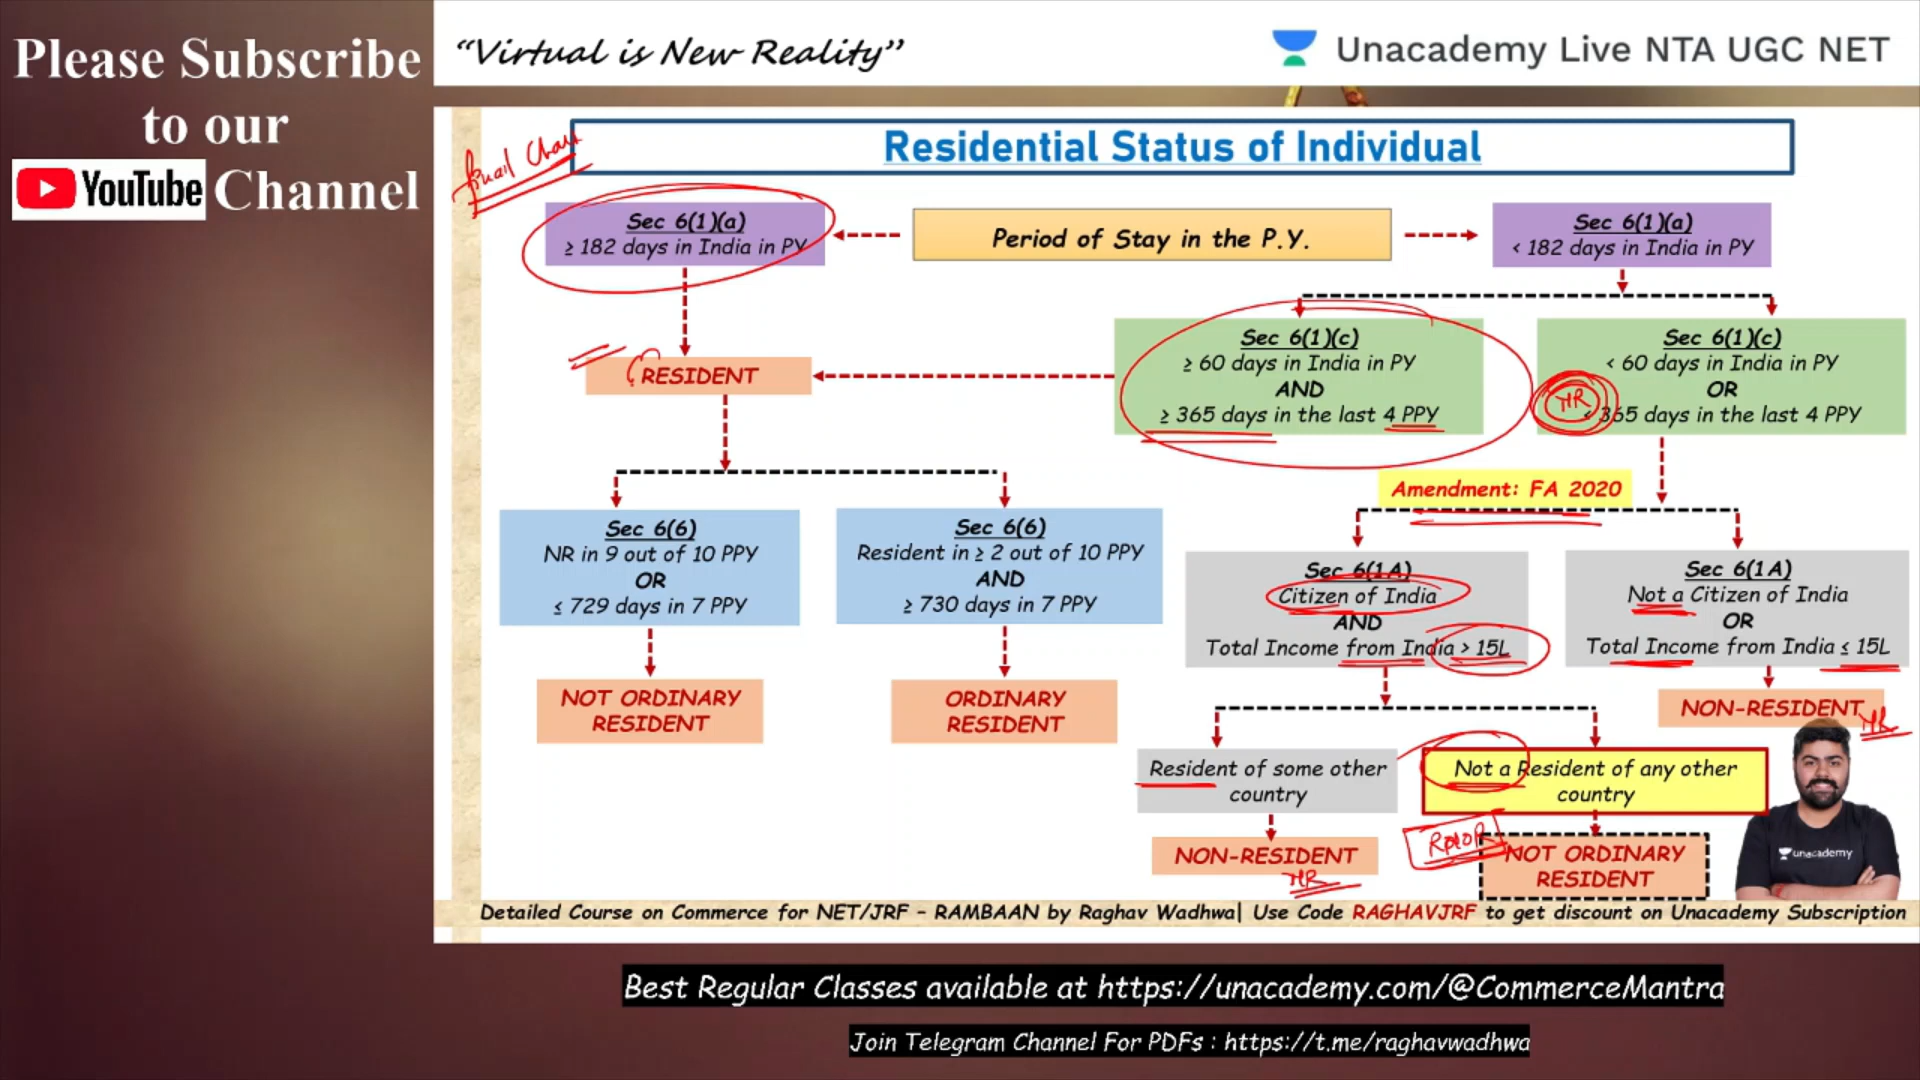 Please Subscribe
to our
YouTube Channel
“Virtual is New Reality”
Unacademy Live NTA UGC NET
Residential Status of Individual
Sec 6(1)(a)
≥ 182 days in India in PY
Period of Stay in the P.Y.
Sec 6(1)(a)
< 182 days in India in PY
Sec 6(1)(c)
≥ 60 days in India in PY
AND
≥ 365 days in the last 4 PPY
Sec 6(1)(c)
< 60 days in India in PY
OR
< 365 days in the last 4 PPY
NR
RESIDENT
Amendment: FA 2020
Sec 6(6)
NR in 9 out of 10 PPY
OR
≤ 729 days in 7 PPY
Sec 6(6)
Resident in ≥ 2 out of 10 PPY
AND
≥ 730 days in 7 PPY
Sec 6(1A)
Citizen of India
AND
Total Income from India > 15L
Sec 6(1A)
Not a Citizen of India
OR
Total Income from India ≤ 15L
NOT ORDINARY
RESIDENT
ORDINARY
RESIDENT
NON-RESIDENT
NR
Resident of some other
country
Not a Resident of any other
country
NON-RESIDENT
NR
NOT ORDINARY
RESIDENT
unacademy
Detailed Course on Commerce for NET/JRF – RAMBAAN by Raghav Wadhwa| Use Code RAGHAVJRF to get discount on Unacademy Subscription
Best Regular Classes available at https://unacademy.com/@CommerceMantra
Join Telegram Channel For PDFs : https://t.me/raghavwadhwa